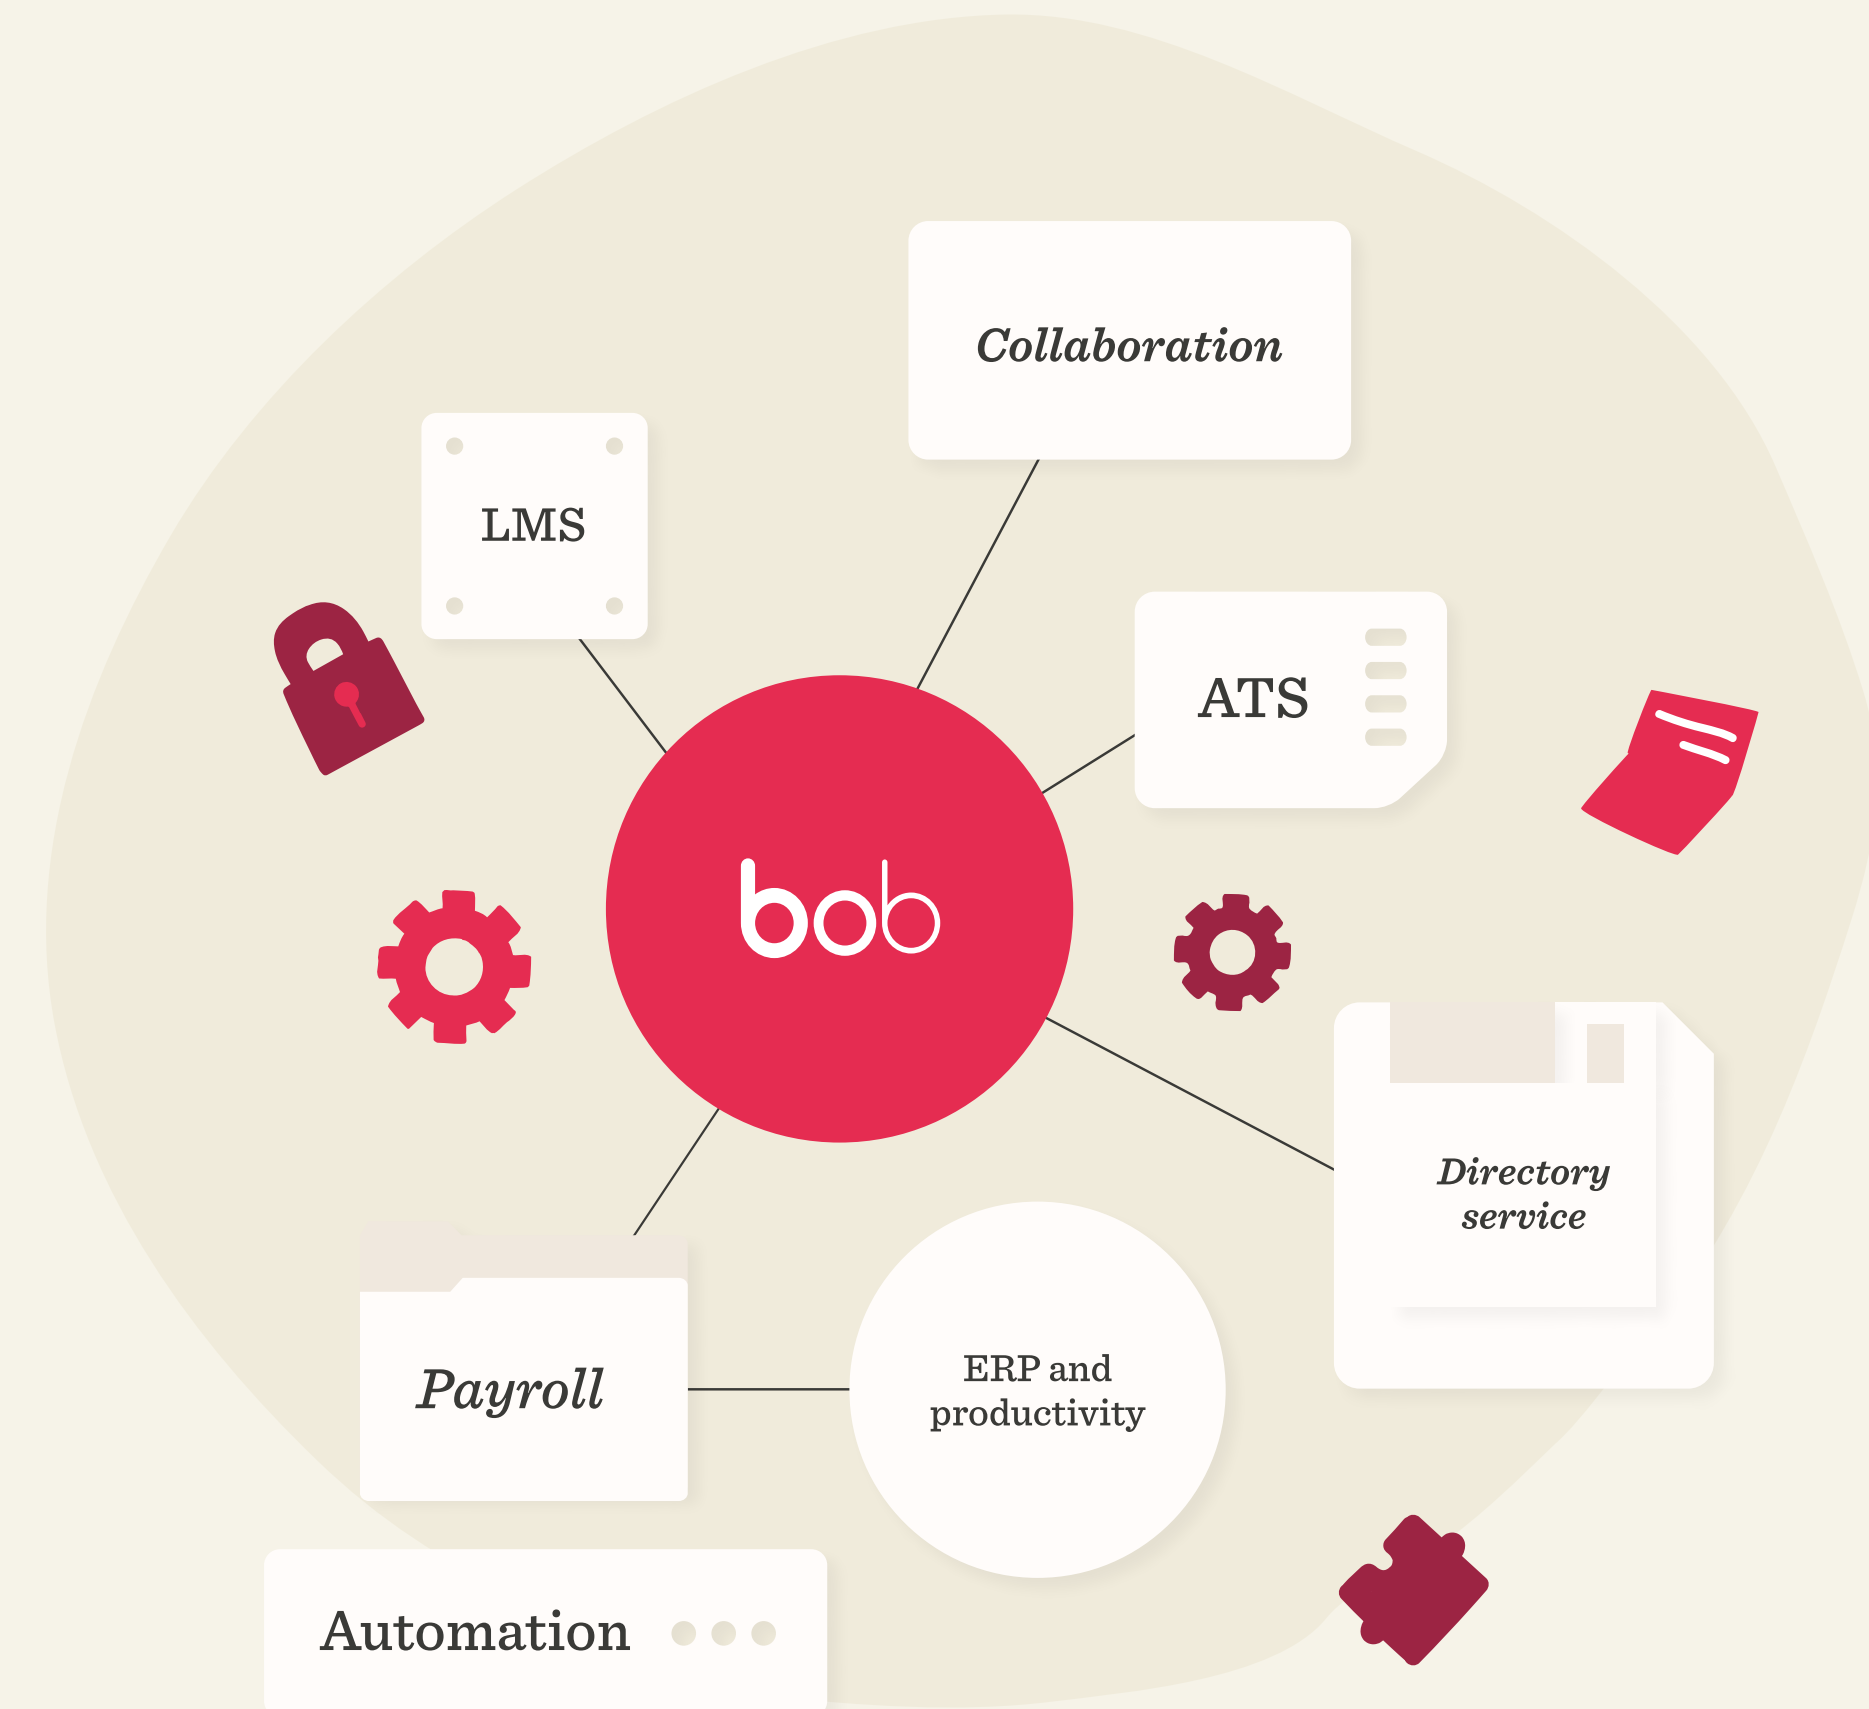 Collaboration
LMS
ATS
bob
Directory
service
ERP and
productivity
Payroll
Automation